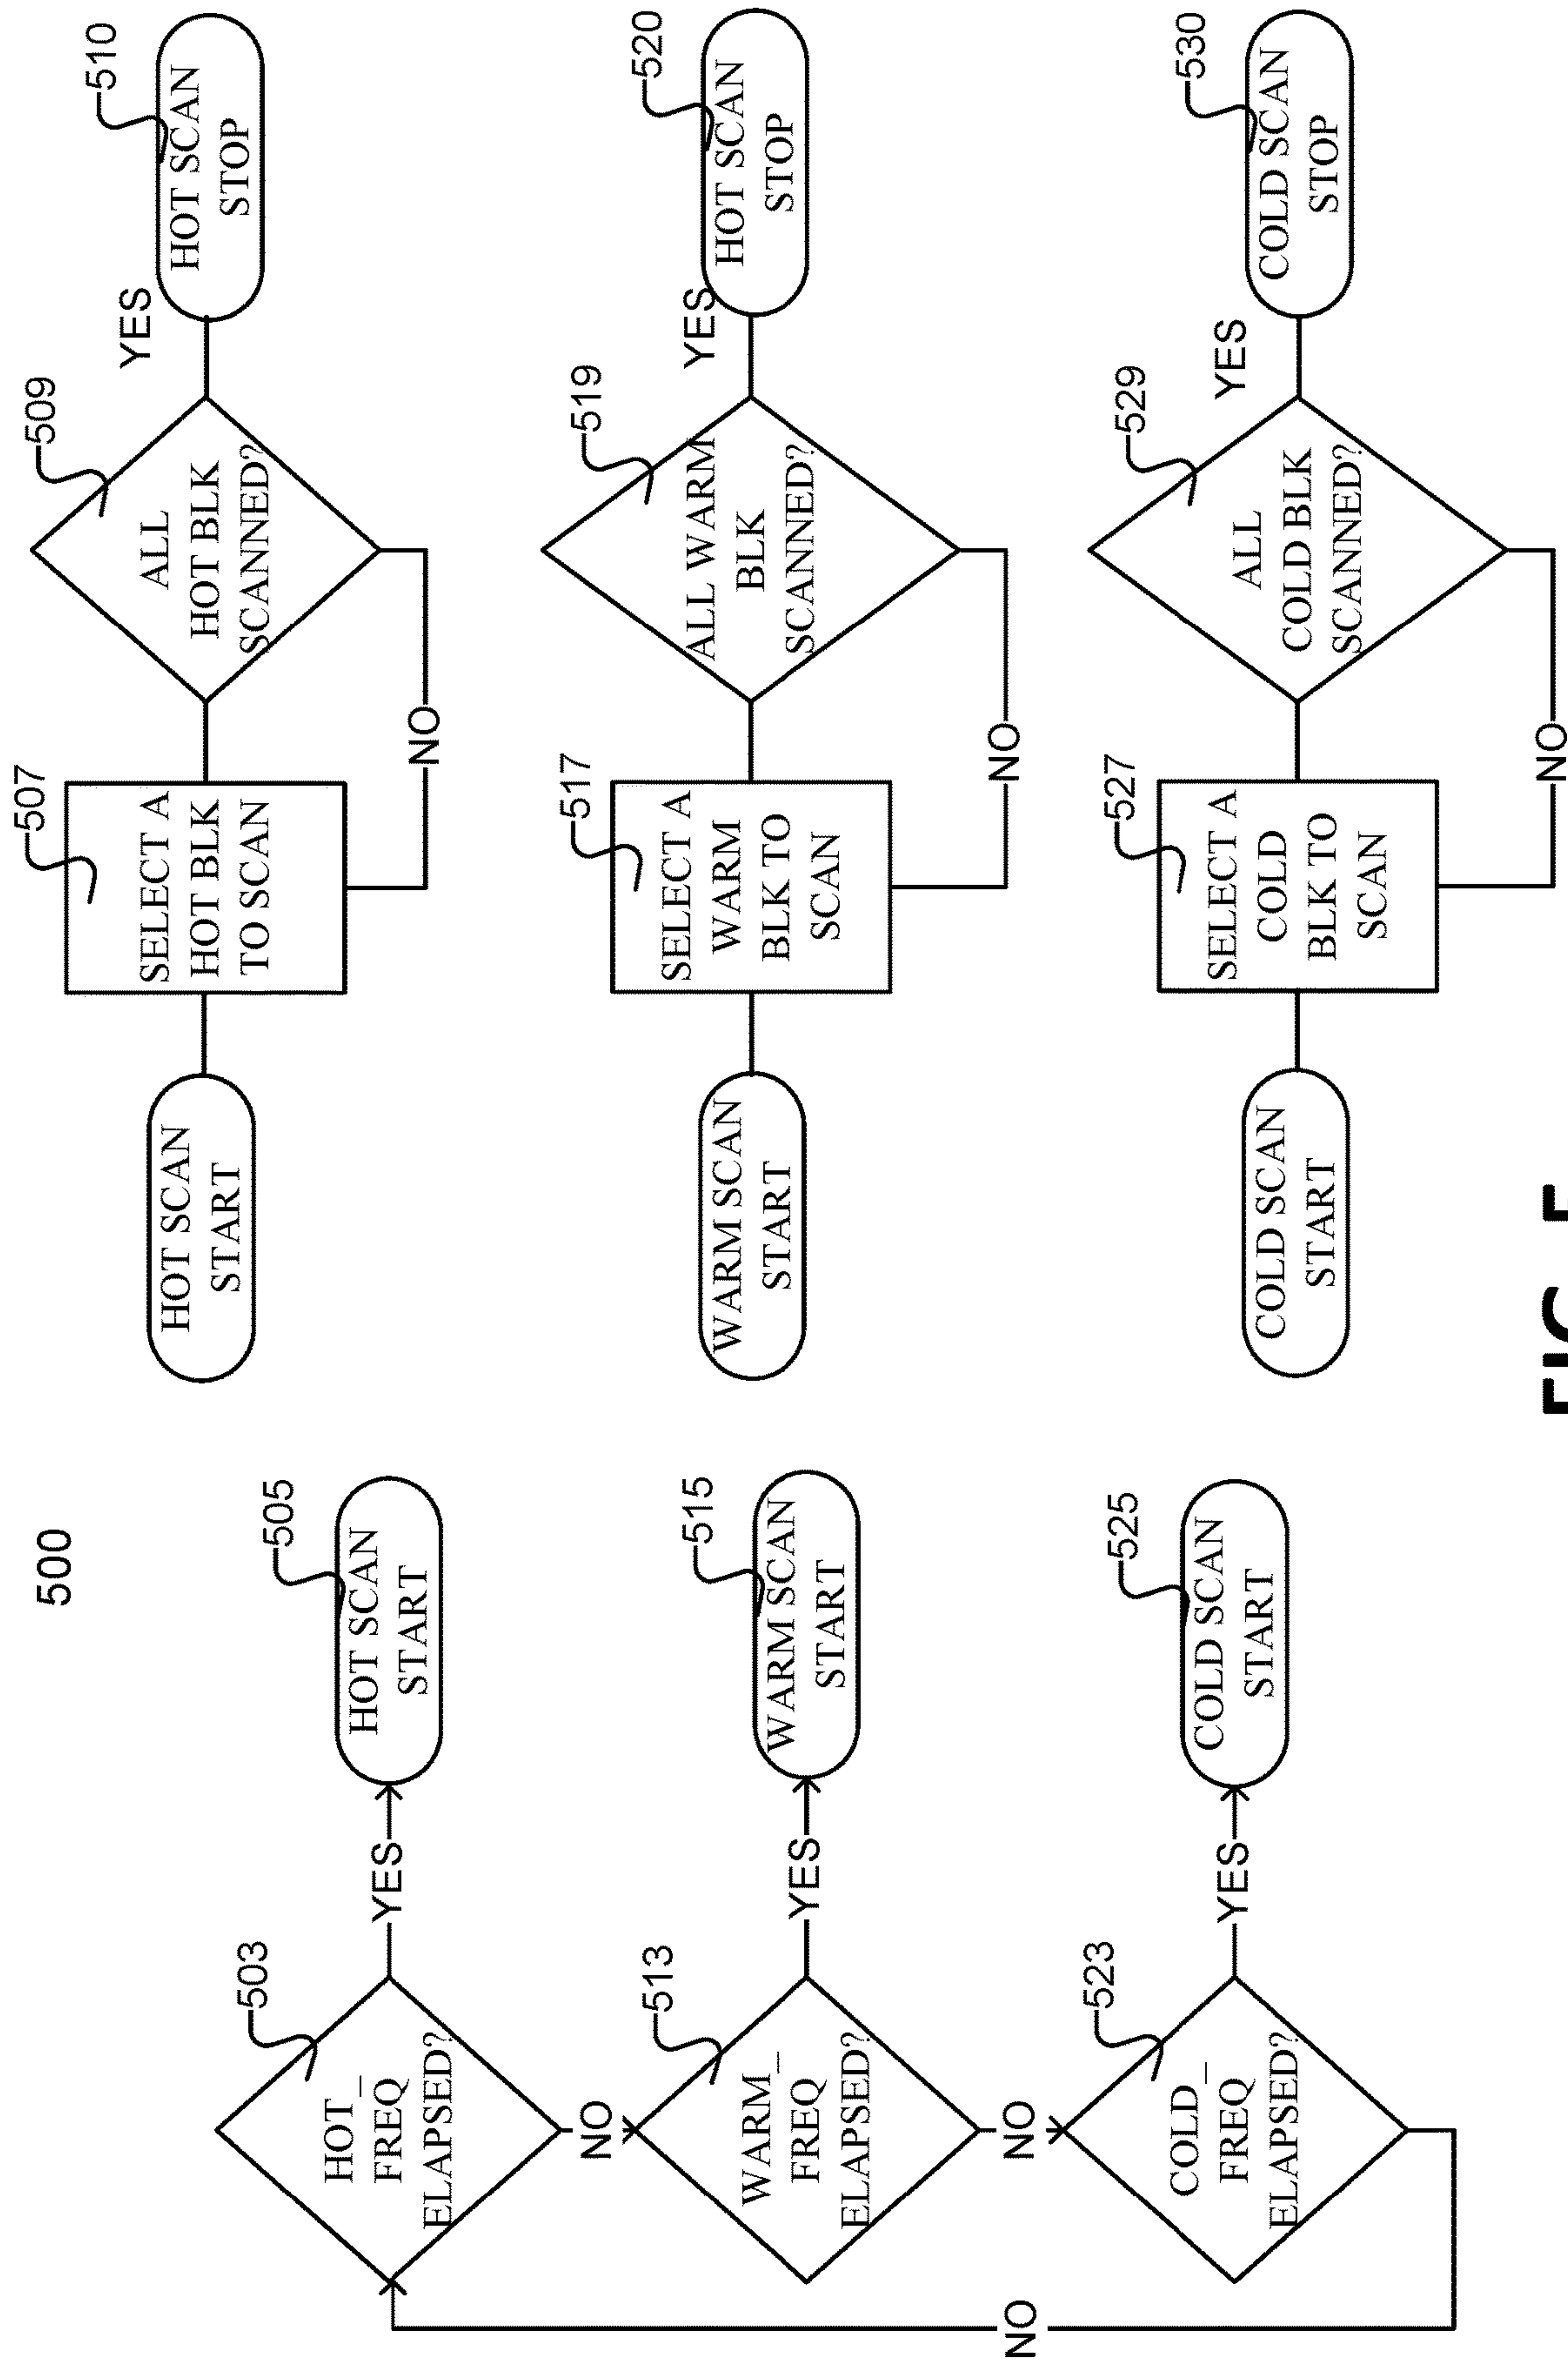 500
503
HOT_
FREQ
ELAPSED?
YES
505
HOT SCAN
START
NO
513
WARM_
FREQ
ELAPSED?
YES
515
WARM SCAN
START
NO
523
COLD_
FREQ
ELAPSED?
YES
525
COLD SCAN
START
NO
HOT SCAN
START
507
SELECT A
HOT BLK
TO SCAN
509
ALL
HOT BLK
SCANNED?
NO
YES
510
HOT SCAN
STOP
WARM SCAN
START
517
SELECT A
WARM
BLK TO
SCAN
519
ALL WARM
BLK
SCANNED?
NO
YES
520
HOT SCAN
STOP
COLD SCAN
START
527
SELECT A
COLD
BLK TO
SCAN
529
ALL
COLD BLK
SCANNED?
NO
YES
530
COLD SCAN
STOP